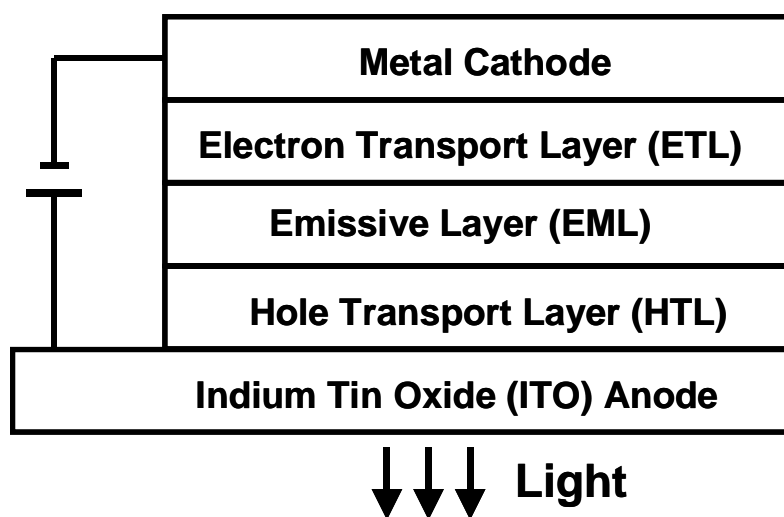 Metal Cathode
Electron Transport Layer (ETL)
Emissive Layer (EML)
Hole Transport Layer (HTL)
Indium Tin Oxide (ITO) Anode
Light